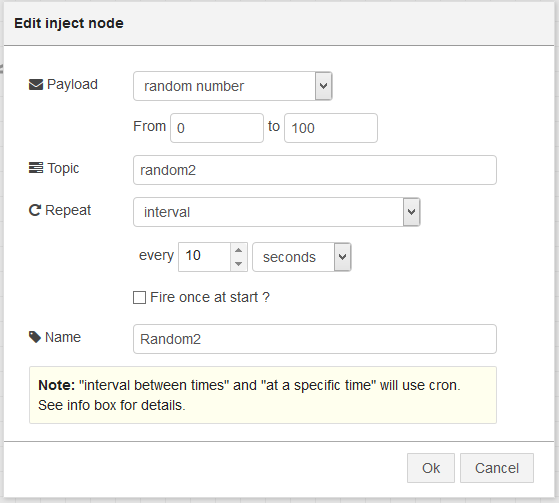 Edit inject node
Payload random number
From 0 to 100
Topic random2
Repeat interval
every 10 seconds
Fire once at start ?
Name Random2
Note: "interval between times" and "at a specific time" will use cron.
See info box for details.
Ok Cancel